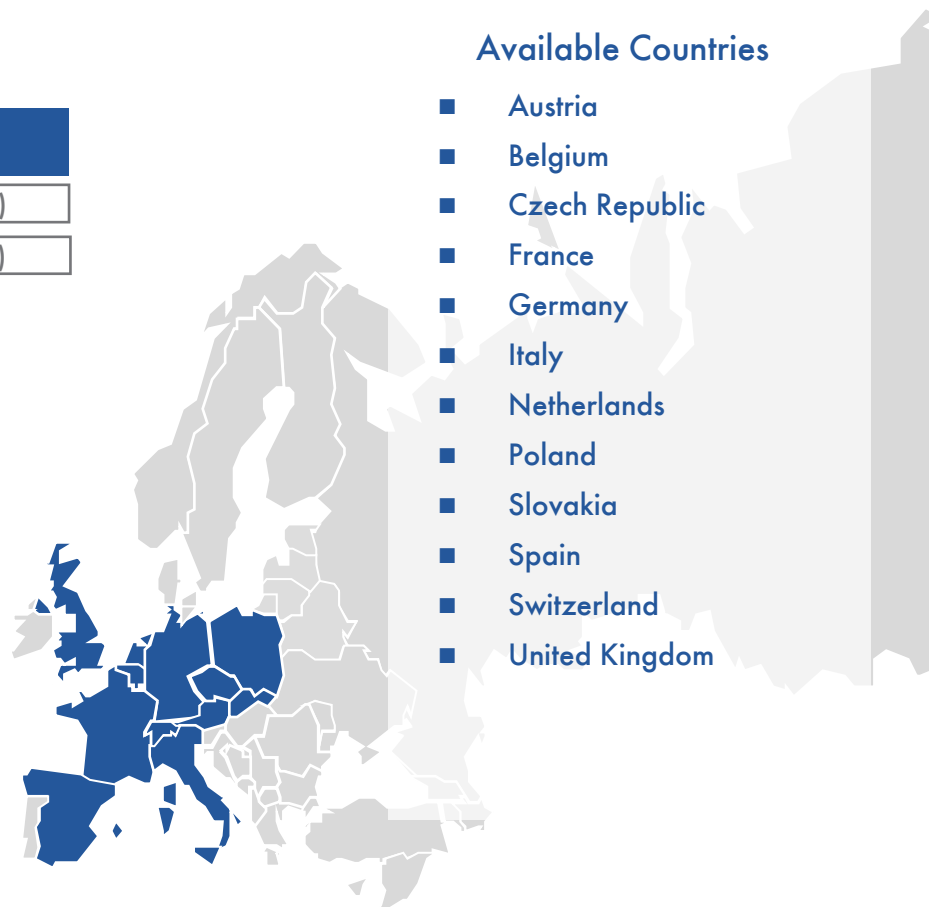 Available Countries
■ Austria
■ Belgium
■ Czech Republic
■ France
■ Germany
■ Italy
■ Netherlands
■ Poland
■ Slovakia
■ Spain
■ Switzerland
■ United Kingdom
)
)